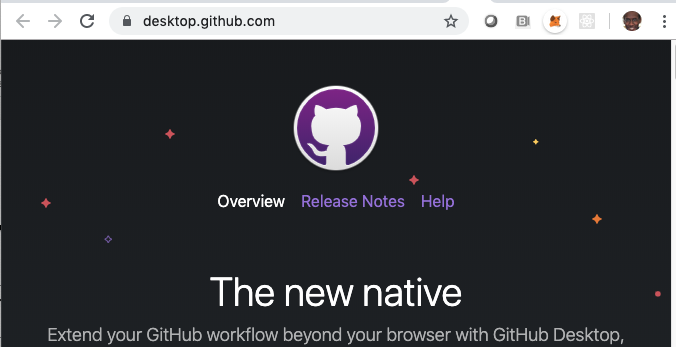 desktop.github.com
Overview Release Notes Help
The new native
Extend your GitHub workflow beyond your browser with GitHub Desktop,